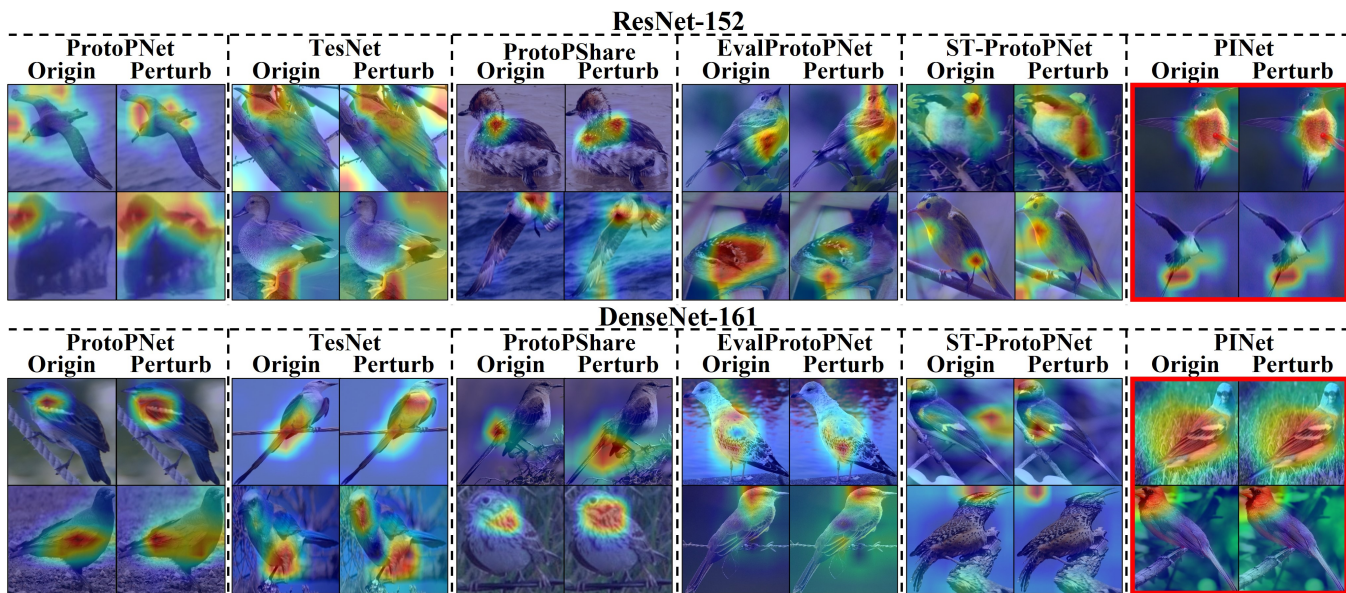 ResNet-152
ProtoPNet TesNet ProtoPShare EvalProtoPNet ST-ProtoPNet PINet
Origin Perturb Origin Perturb Origin Perturb Origin Perturb Origin Perturb Origin Perturb
DenseNet-161
ProtoPNet TesNet ProtoPShare EvalProtoPNet ST-ProtoPNet PINet
Origin Perturb Origin Perturb Origin Perturb Origin Perturb Origin Perturb Origin Perturb